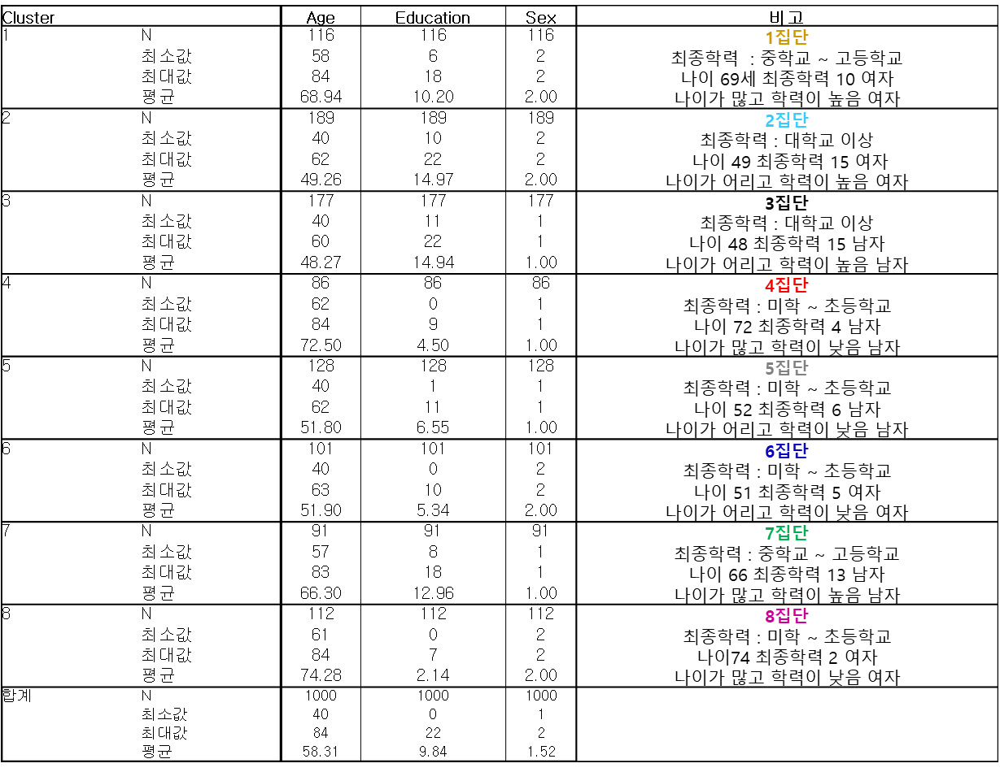 Cluster Age Education Sex 비고
1 N 116 116 116 1집단
최소값 58 6 2 최종학력 : 중학교 ~ 고등학교
최대값 84 18 2 나이 69세 최종학력 10 여자
평균 68.94 10.20 2.00 나이가 많고 학력이 높음 여자
2 N 189 189 189 2집단
최소값 40 10 2 최종학력 : 대학교 이상
최대값 62 22 2 나이 49 최종학력 15 여자
평균 49.26 14.97 2.00 나이가 어리고 학력이 높음 여자
3 N 177 177 177 3집단
최소값 40 11 1 최종학력 : 대학교 이상
최대값 60 22 1 나이 48 최종학력 15 남자
평균 48.27 14.94 1.00 나이가 어리고 학력이 높음 남자
4 N 86 86 86 4집단
최소값 62 0 1 최종학력 : 미학 ~ 초등학교
최대값 84 9 1 나이 72 최종학력 4 남자
평균 72.50 4.50 1.00 나이가 많고 학력이 낮음 남자
5 N 128 128 128 5집단
최소값 40 1 1 최종학력 : 미학 ~ 초등학교
최대값 62 11 1 나이 52 최종학력 6 남자
평균 51.80 6.55 1.00 나이가 어리고 학력이 낮음 남자
6 N 101 101 101 6집단
최소값 40 0 2 최종학력 : 미학 ~ 초등학교
최대값 63 10 2 나이 51 최종학력 5 여자
평균 51.90 5.34 2.00 나이가 어리고 학력이 낮음 여자
7 N 91 91 91 7집단
최소값 57 8 1 최종학력 : 중학교 ~ 고등학교
최대값 83 18 1 나이 66 최종학력 13 남자
평균 66.30 12.96 1.00 나이가 많고 학력이 높음 남자
8 N 112 112 112 8집단
최소값 61 0 2 최종학력 : 미학 ~ 초등학교
최대값 84 7 2 나이74 최종학력 2 여자
평균 74.28 2.14 2.00 나이가 많고 학력이 낮음 여자
합계 N 1000 1000 1000
최소값 40 0 1
최대값 84 22 2
평균 58.31 9.84 1.52